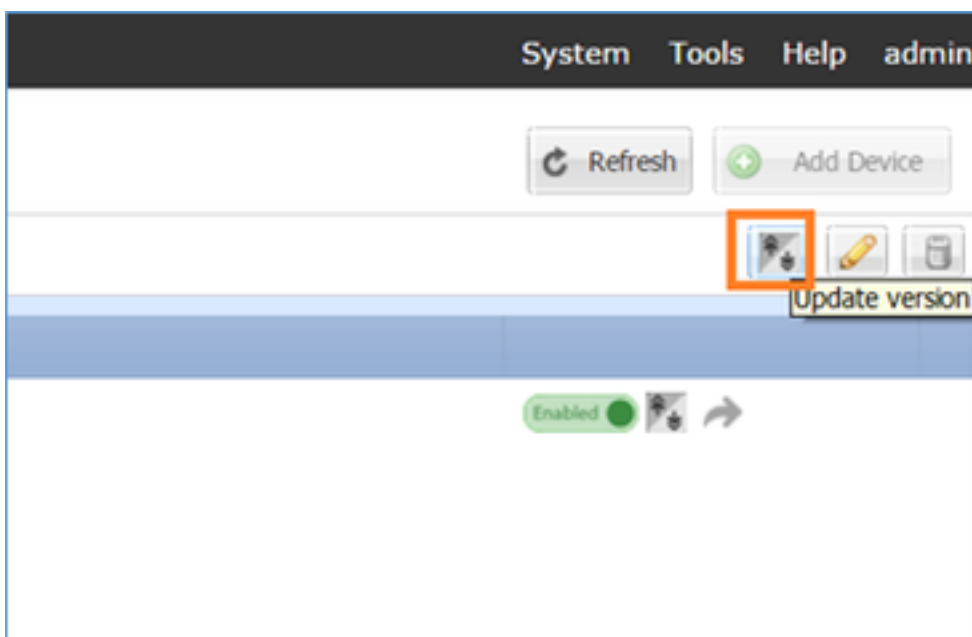 System Tools Help admin
Refresh Add Device
Update version
Enabled